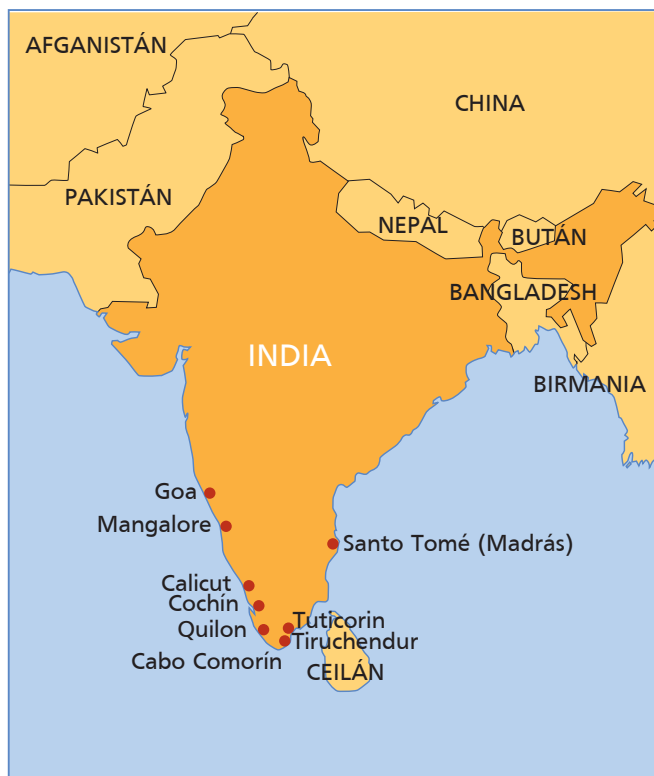 AFGANISTÁN
CHINA
PAKISTÁN
NEPAL
BUTÁN
BANGLADESH
INDIA
BIRMANIA
Goa
Mangalore
Santo Tomé (Madrás)
Calicut
Cochín
Quilon
Tuticorin
Tiruchendur
Cabo Comorín
CEILÁN